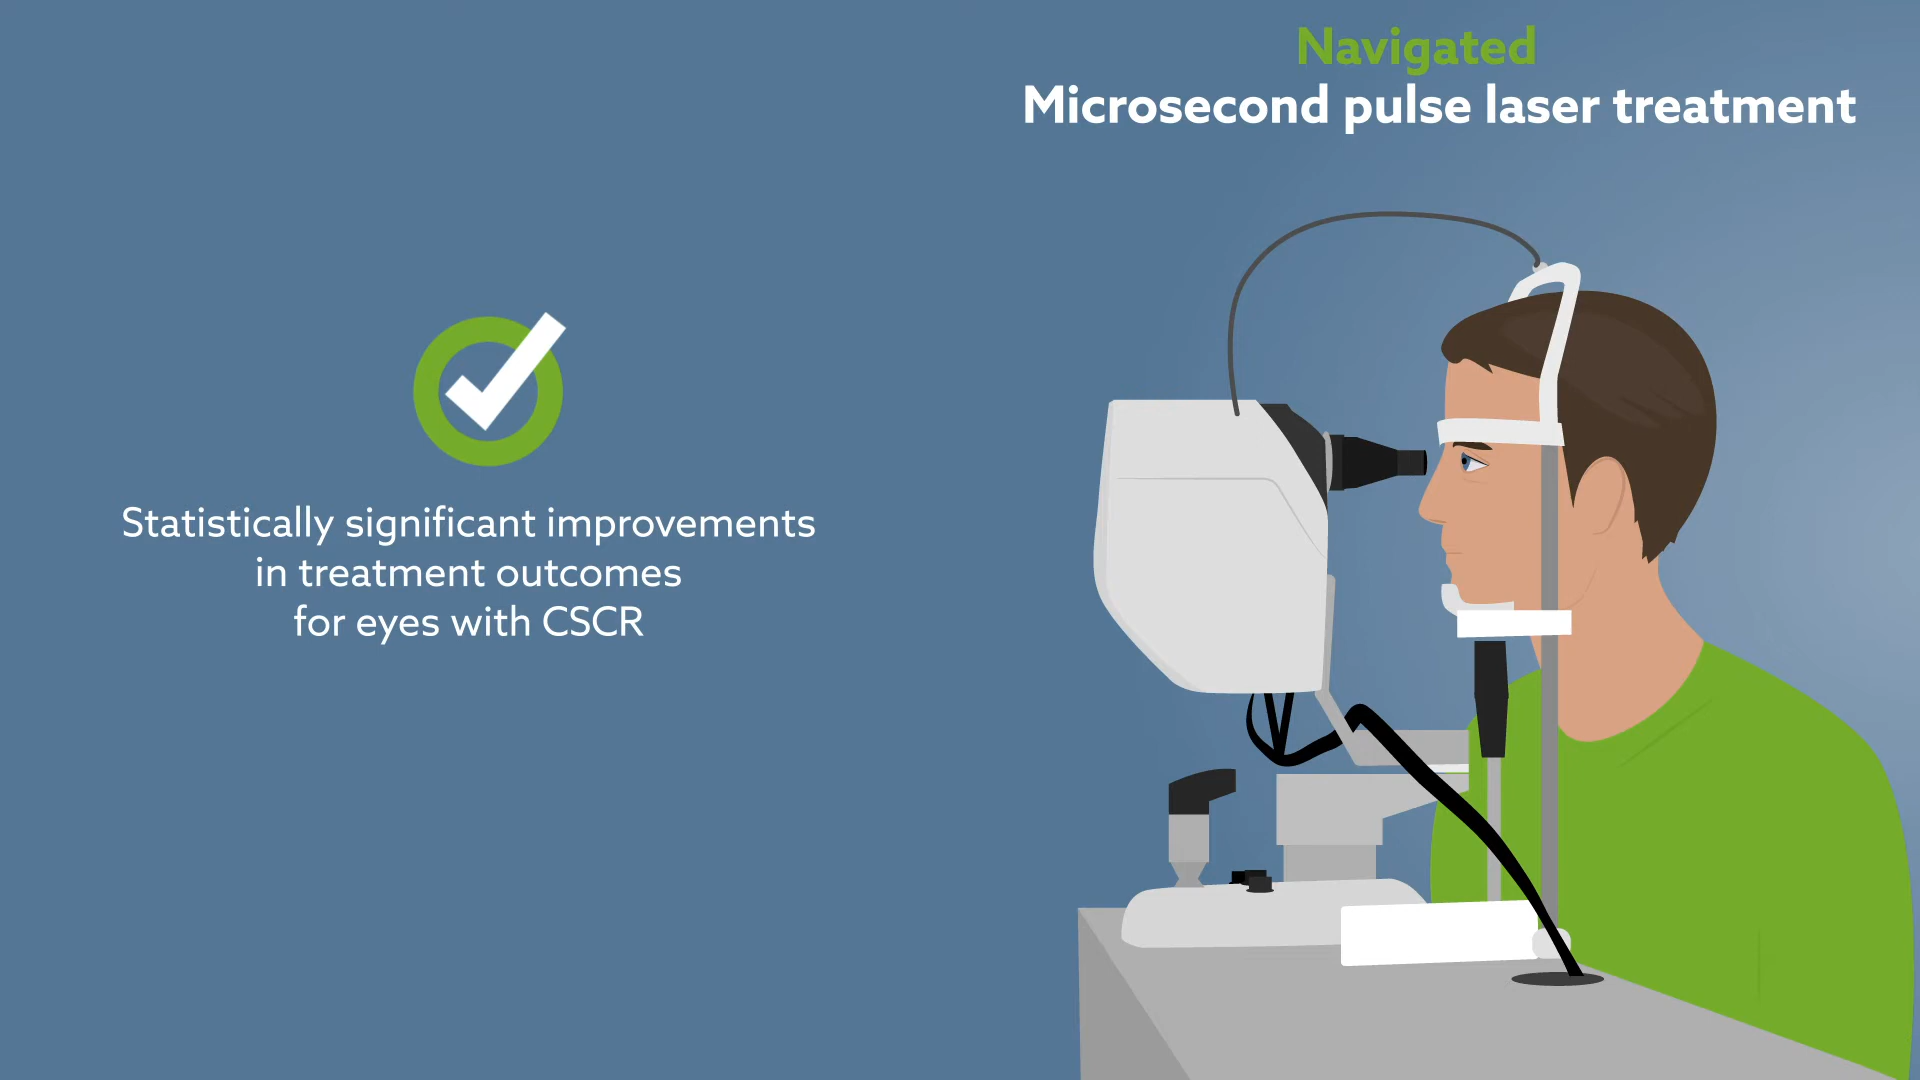 Navigated
Microsecond pulse laser treatment
Statistically significant improvements
in treatment outcomes
for eyes with CSCR